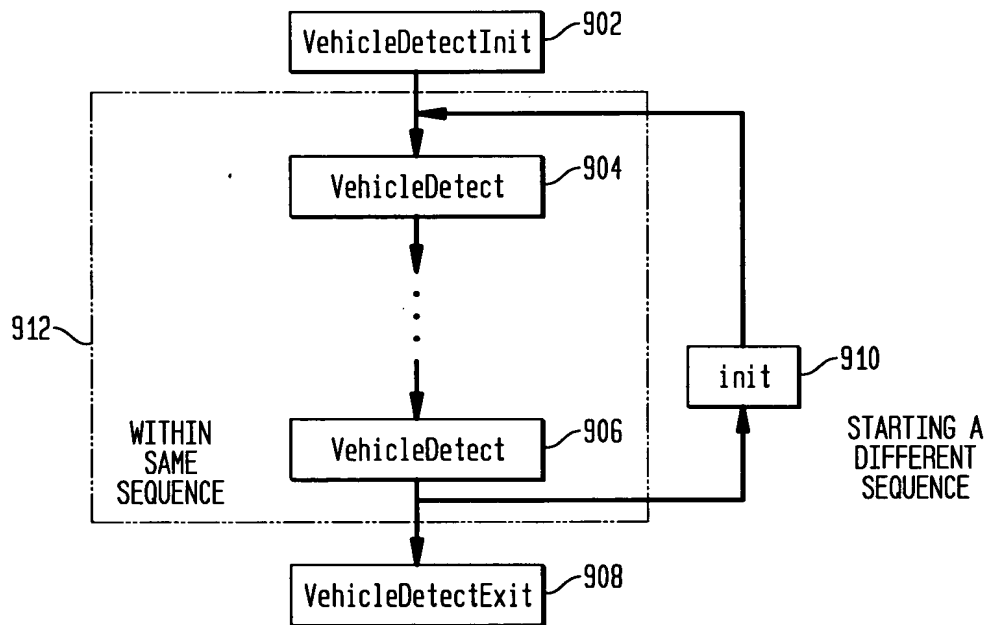 VehicleDetectInit
902
VehicleDetect
904
912
init
910
VehicleDetect
906
WITHIN
SAME
SEQUENCE
STARTING A
DIFFERENT
SEQUENCE
VehicleDetectExit
908